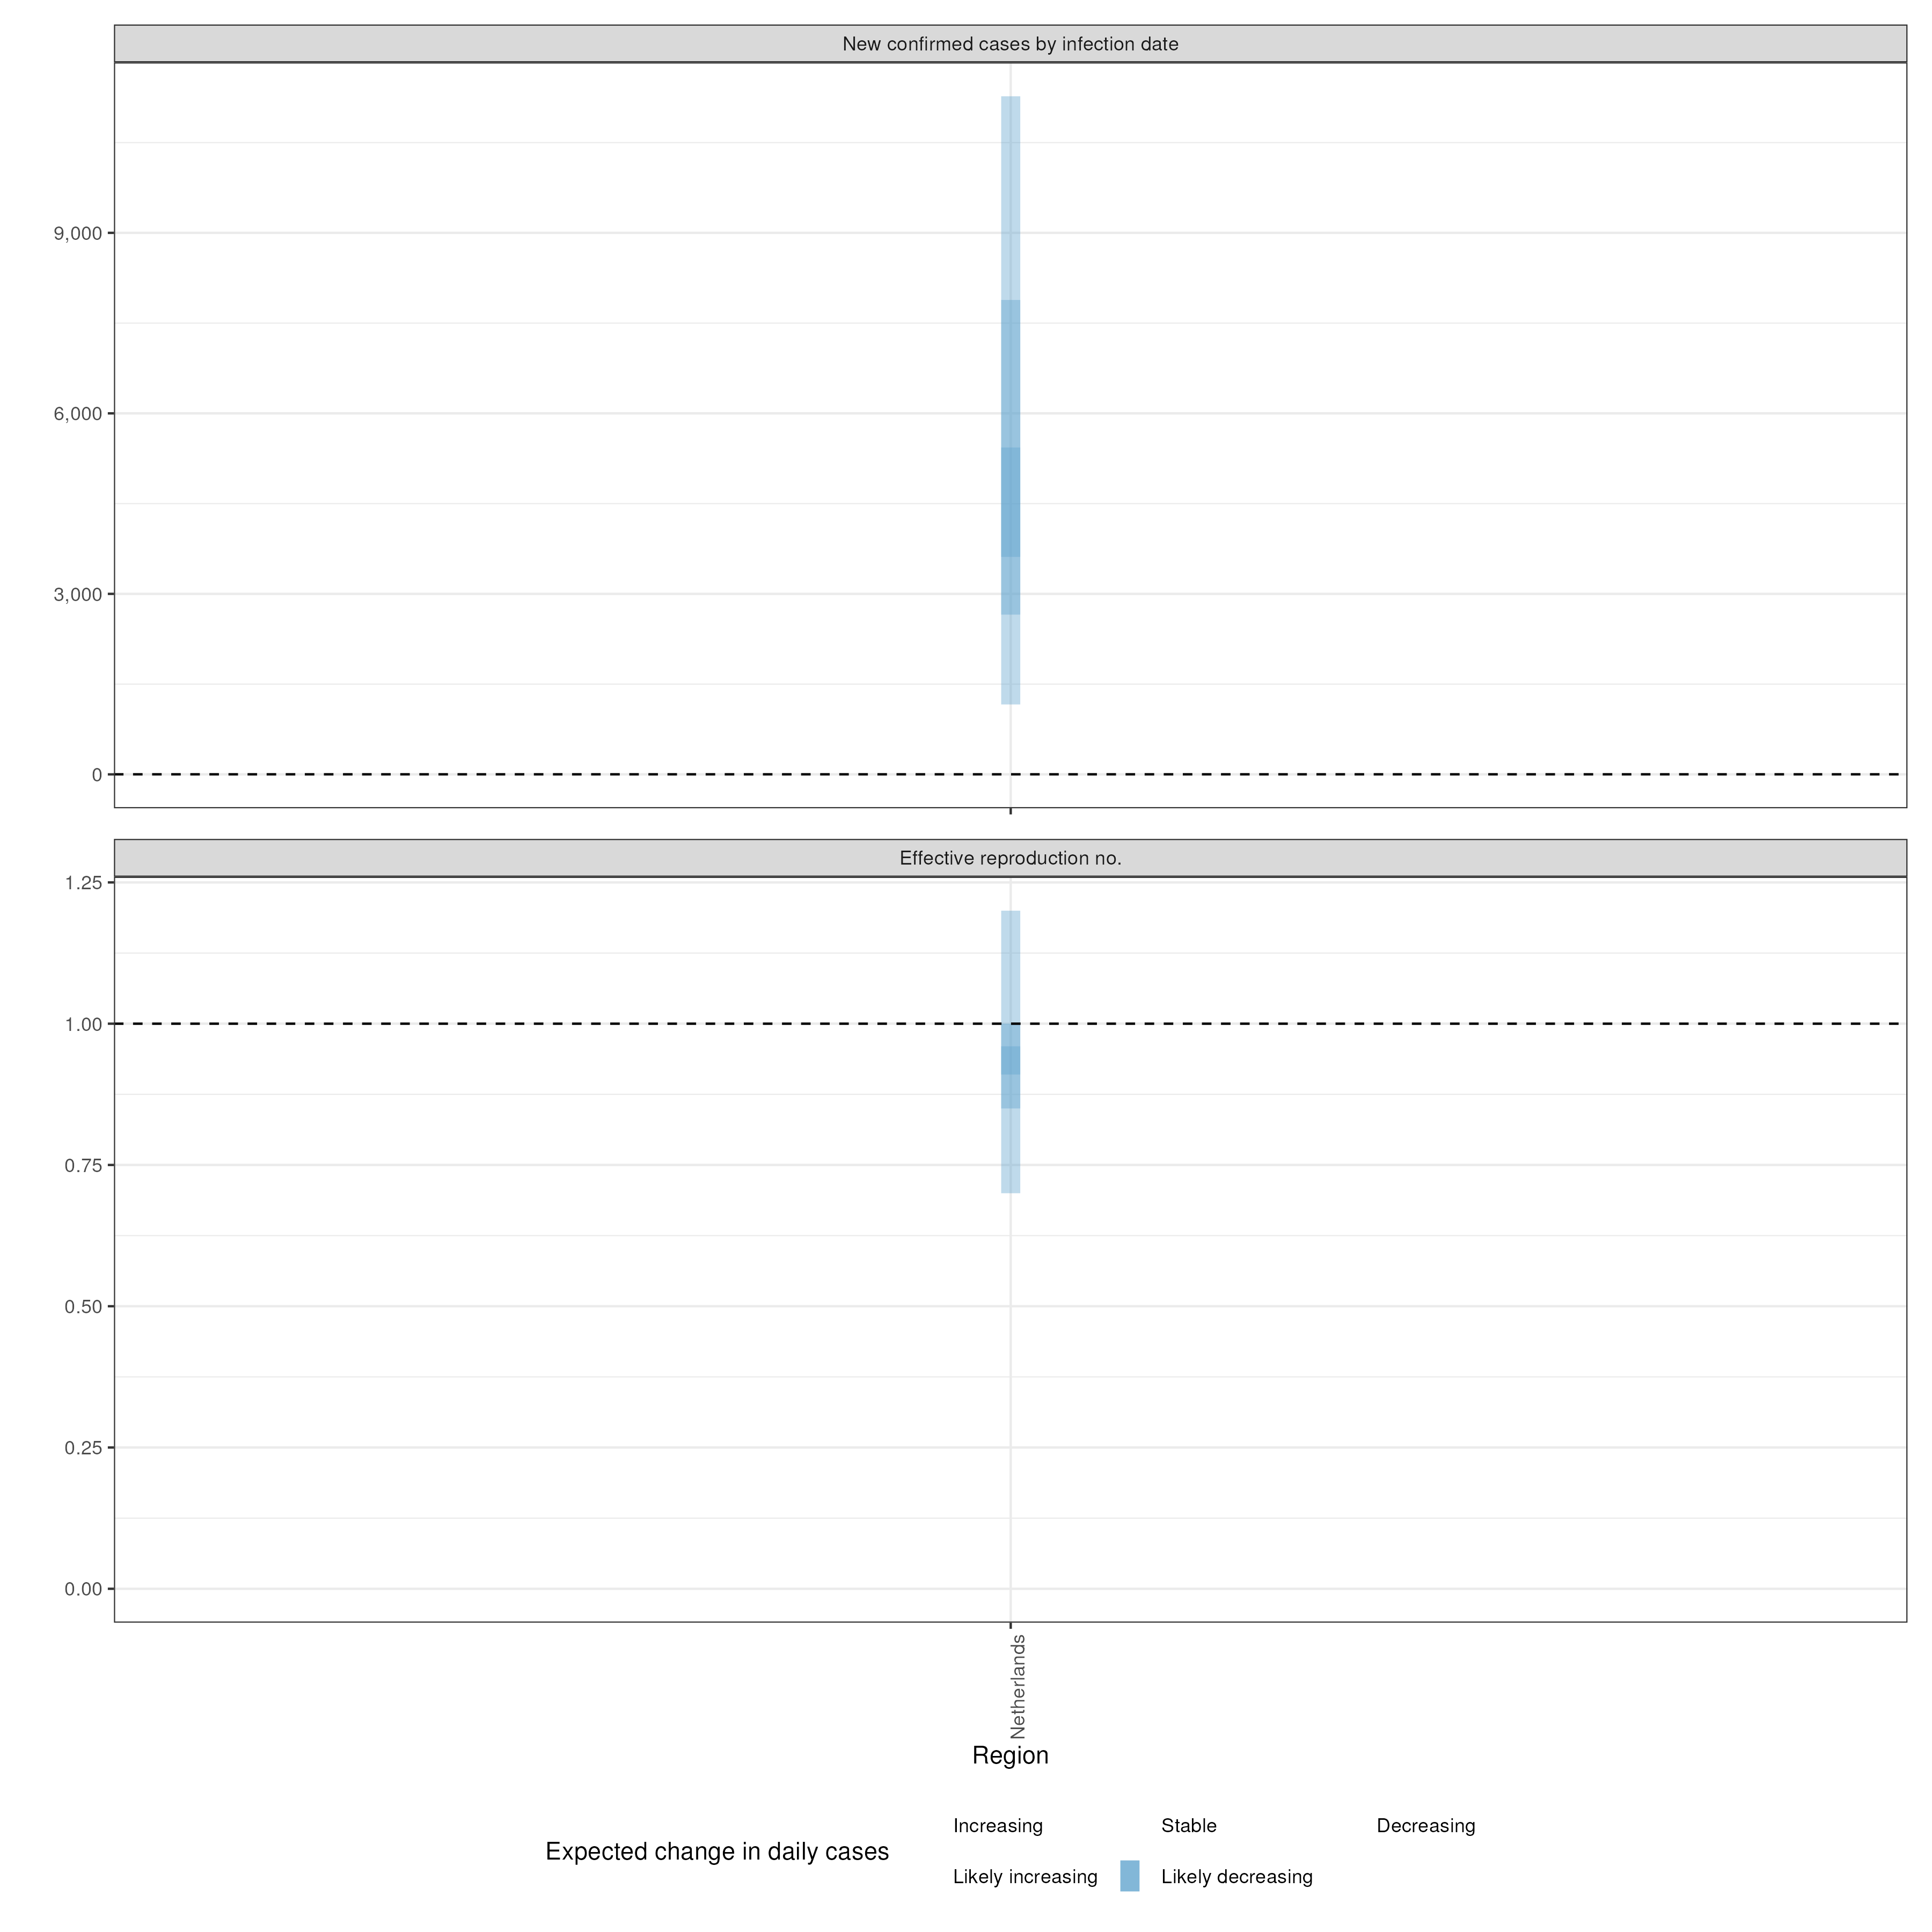 New confirmed cases by infection date
9,000
6,000
3,000
0
Effective reproduction no.
1.25
1.00
0.75
0.50
0.25
0.00
Netherlands
Region
Expected change in daily cases
Increasing Stable Decreasing
Likely increasing Likely decreasing